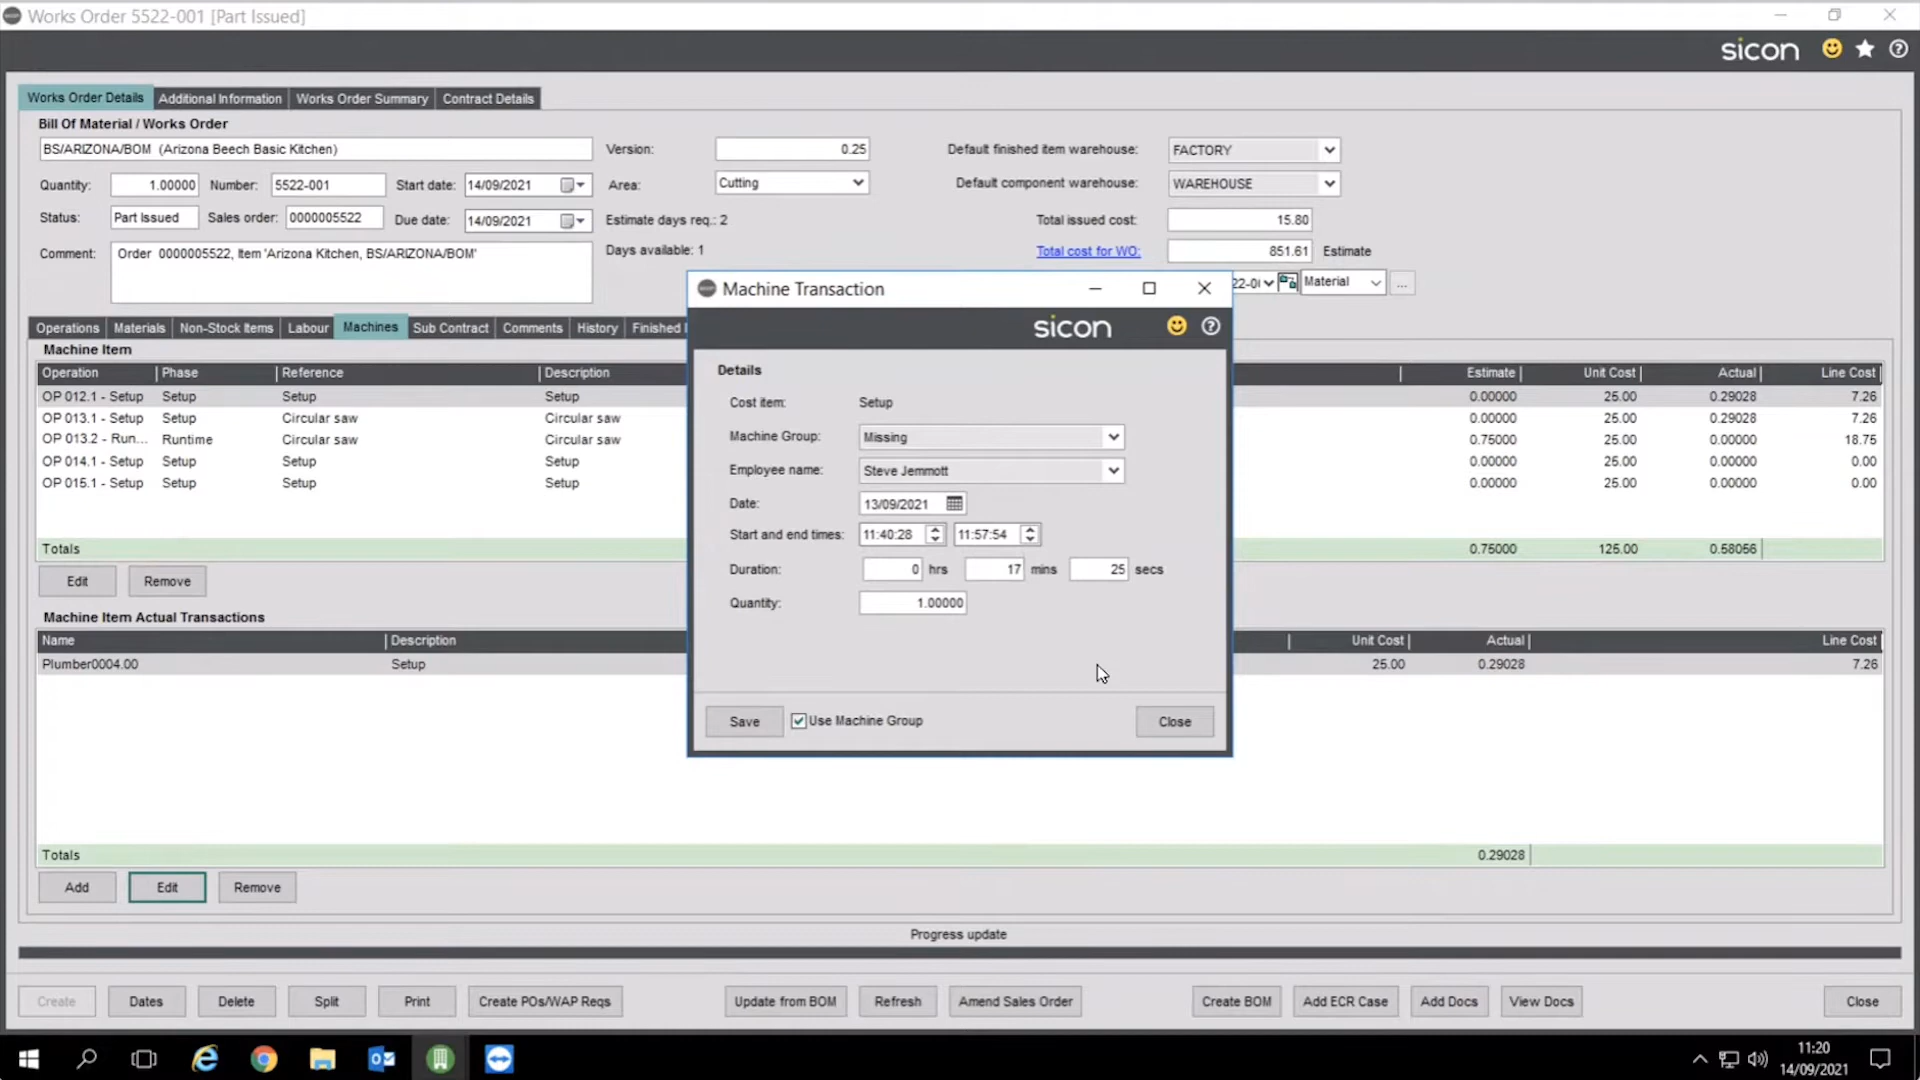 Works Order 5522-001 [Part Issued]
sicon
Works Order Details Additional Information Works Order Summary Contract Details
Bill Of Material / Works Order
BS/ARIZONA/BOM (Arizona Beech Basic Kitchen) Version: 0.25 Default finished item warehouse: FACTORY
Quantity: 1.00000 Number: 5522-001 Start date: 14/09/2021 Area: Cutting Default component warehouse: WAREHOUSE
Status: Part Issued Sales order: 0000005522 Due date: 14/09/2021 Estimate days req.: 2 Total issued cost: 15.80
Comment: Order 0000005522, Item 'Arizona Kitchen, BS/ARIZONA/BOM' Days available: 1 Total cost for WO: 851.61 Estimate
Material ...
Machine Transaction
sicon
Operations Materials Non-Stock Items Labour Machines Sub Contract Comments History Finished
Machine Item
Operation Phase Reference Description Estimate Unit Cost Actual Line Cost
OP 012.1 - Setup Setup Setup Setup 0.00000 25.00 0.29028 7.26
OP 013.1 - Setup Setup Circular saw Circular saw 0.00000 25.00 0.29028 7.26
OP 013.2 - Run... Runtime Circular saw Circular saw 0.75000 25.00 0.00000 18.75
OP 014.1 - Setup Setup Setup Setup 0.00000 25.00 0.00000 0.00
OP 015.1 - Setup Setup Setup Setup 0.00000 25.00 0.00000 0.00
Totals 0.75000 125.00 0.58056
Edit Remove
Details
Cost item: Setup
Machine Group: Missing
Employee name: Steve Jemmott
Date: 13/09/2021
Start and end times: 11:40:28 11:57:54
Duration: 0 hrs 17 mins 25 secs
Quantity: 1.00000
Save Use Machine Group Close
Machine Item Actual Transactions
Name Description Unit Cost Actual Line Cost
Plumber0004.00 Setup 25.00 0.29028 7.26
Totals 0.29028
Add Edit Remove
Progress update
Create Dates Delete Split Print Create POs/WAP Reqs Update from BOM Refresh Amend Sales Order Create BOM Add ECR Case Add Docs View Docs Close
11:20
14/09/2021